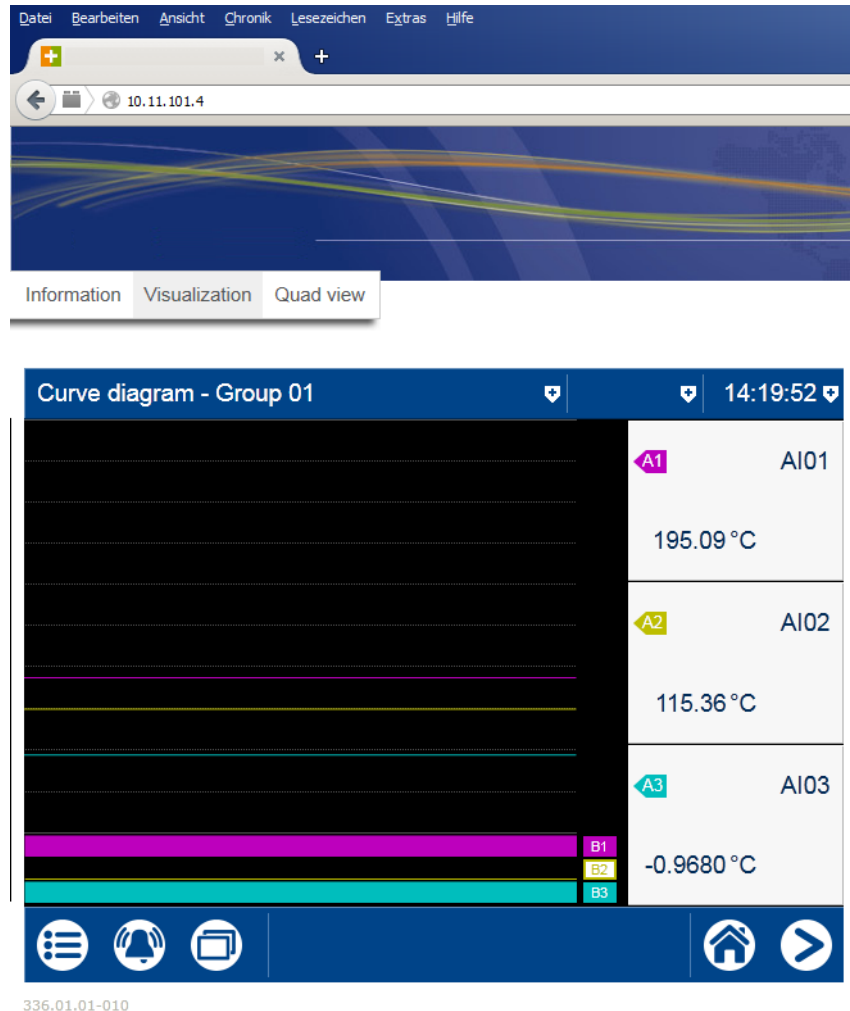 Datei Bearbeiten Ansicht Chronik Lesezeichen Extras Hilfe
10.11.101.4
Information Visualization Quad view
Curve diagram - Group 01 14:19:52
A1 AI01
195.09 °C
A2 AI02
115.36 °C
A3 AI03
-0.9680 °C
B1
B2
B3
336.01.01-010